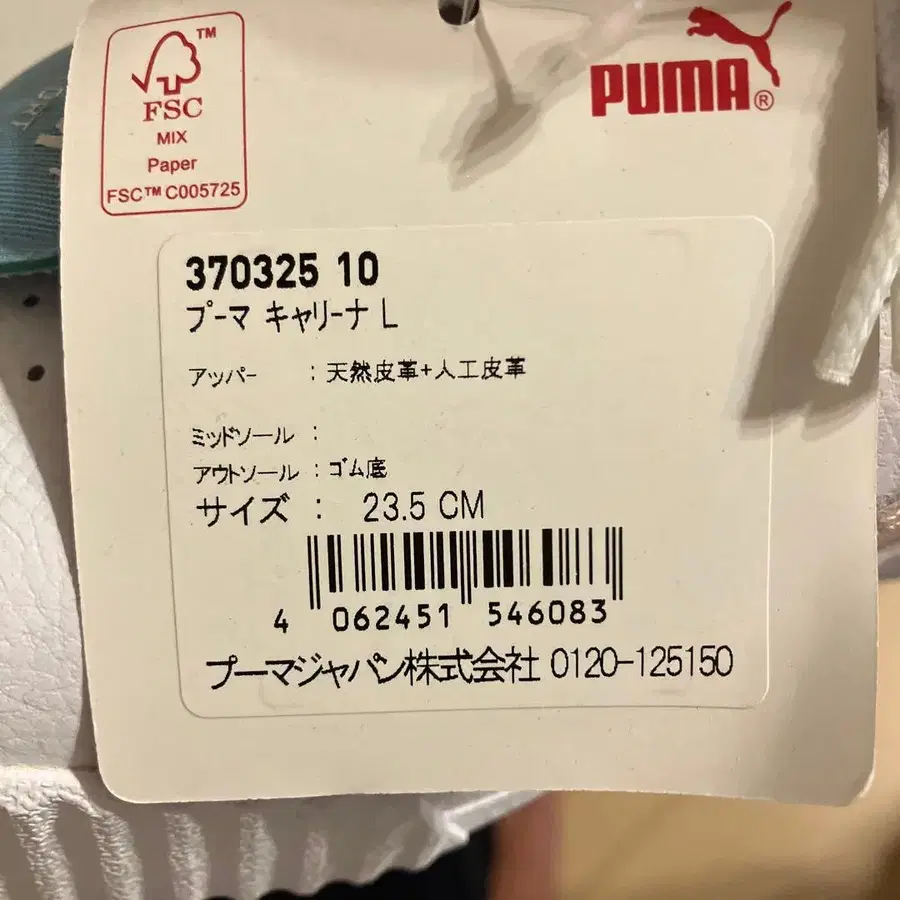 FSC™
MIX
Paper
FSC™ C005725
PUMA®
370325 10
プーマ キャリーナ L
アッパー : 天然皮革+人工皮革
ミッドソール :
アウトソール : ゴム底
サイズ : 23.5 CM
4 062451 546083
プーマジャパン株式会社 0120-125150